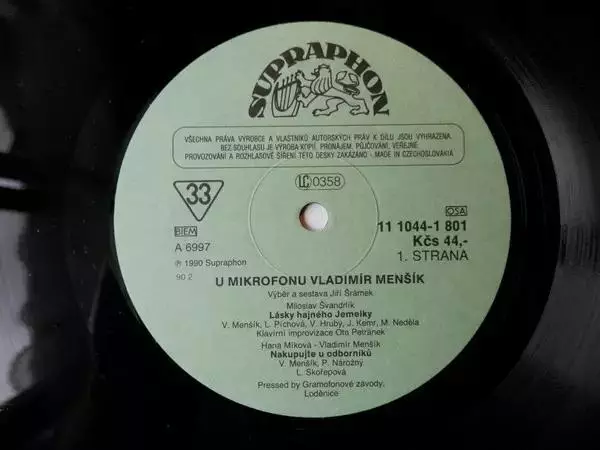 SUPRAPHON
VŠECHNA PRÁVA VÝROBCE A VLASTNÍKŮ AUTORSKÝCH PRÁV K DÍLU JSOU VYHRAZENA.
BEZ SOUHLASU JE VÝROBA KOPIÍ, PRONÁJEM, PŮJČOVÁNÍ, VEŘEJNÉ
PROVOZOVÁNÍ A ROZHLASOVÉ ŠÍŘENÍ TÉTO DESKY ZAKÁZÁNO - MADE IN CZECHOSLOVAKIA
33
LC 0358
BIEM
OSA
A 6997
11 1044-1 801
℗ 1990 Supraphon
Kčs 44,-
90 2
1. STRANA
U MIKROFONU VLADIMÍR MENŠÍK
Výběr a sestava Jiří Šrámek
Miloslav Švandrlík
Lásky hajného Jemelky
V. Menšík, L. Píchová, V. Hrubý, J. Kemr, M. Neděla
Klavírní improvizace Ota Petránek
Hana Miková - Vladimír Menšík
Nakupujte u odborníků
V. Menšík, P. Nárožný,
L. Skořepová
Pressed by Gramofonové závody,
Loděnice